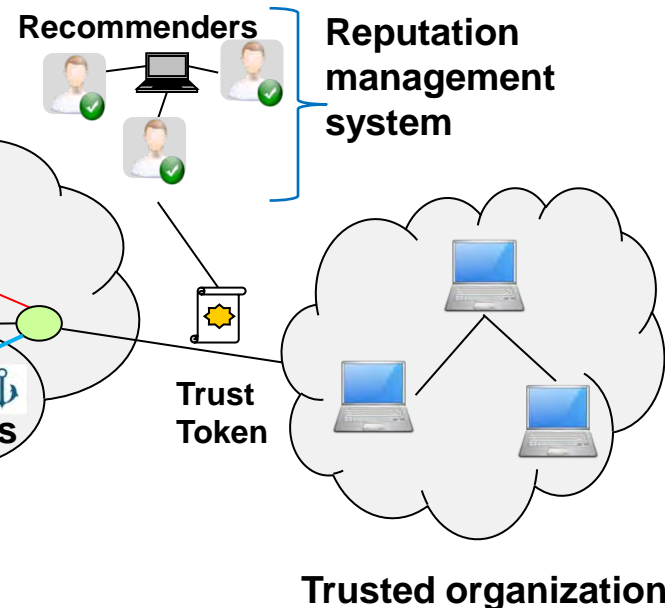 Recommenders
Reputation
management
system
Trust
Token
Trusted organization